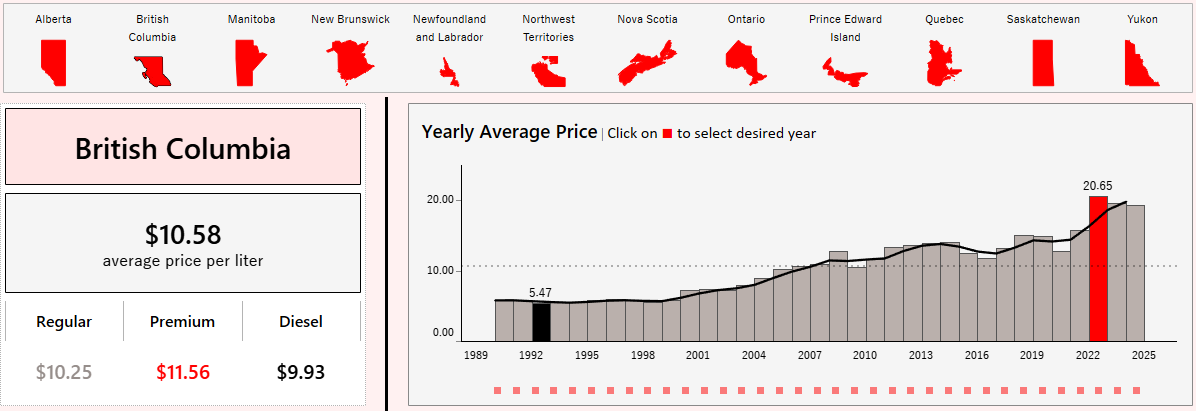 Alberta
British
Columbia
Manitoba
New Brunswick
Newfoundland
and Labrador
Northwest
Territories
Nova Scotia
Ontario
Prince Edward
Island
Quebec
Saskatchewan
Yukon
British Columbia
$10.58
average price per liter
Regular Premium Diesel
$10.25 $11.56 $9.93
Yearly Average Price | Click on to select desired year
20.65
20.00
10.00
5.47
0.00
1989 1992 1995 1998 2001 2004 2007 2010 2013 2016 2019 2022 2025